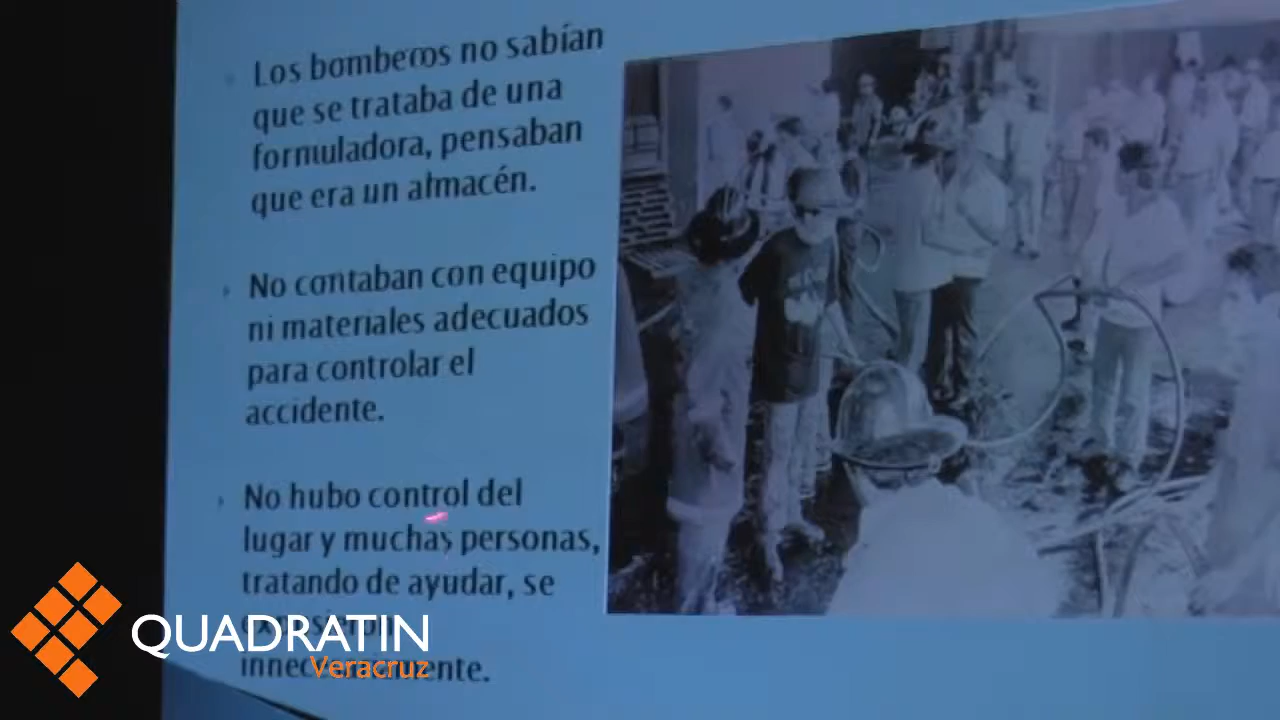 Los bomberos no sabían
que se trataba de una
formuladora, pensaban
que era un almacén.
No contaban con equipo
ni materiales adecuados
para controlar el
accidente.
No hubo control del
lugar y muchas personas,
tratando de ayudar, se
QUADRATIN
Veracruz